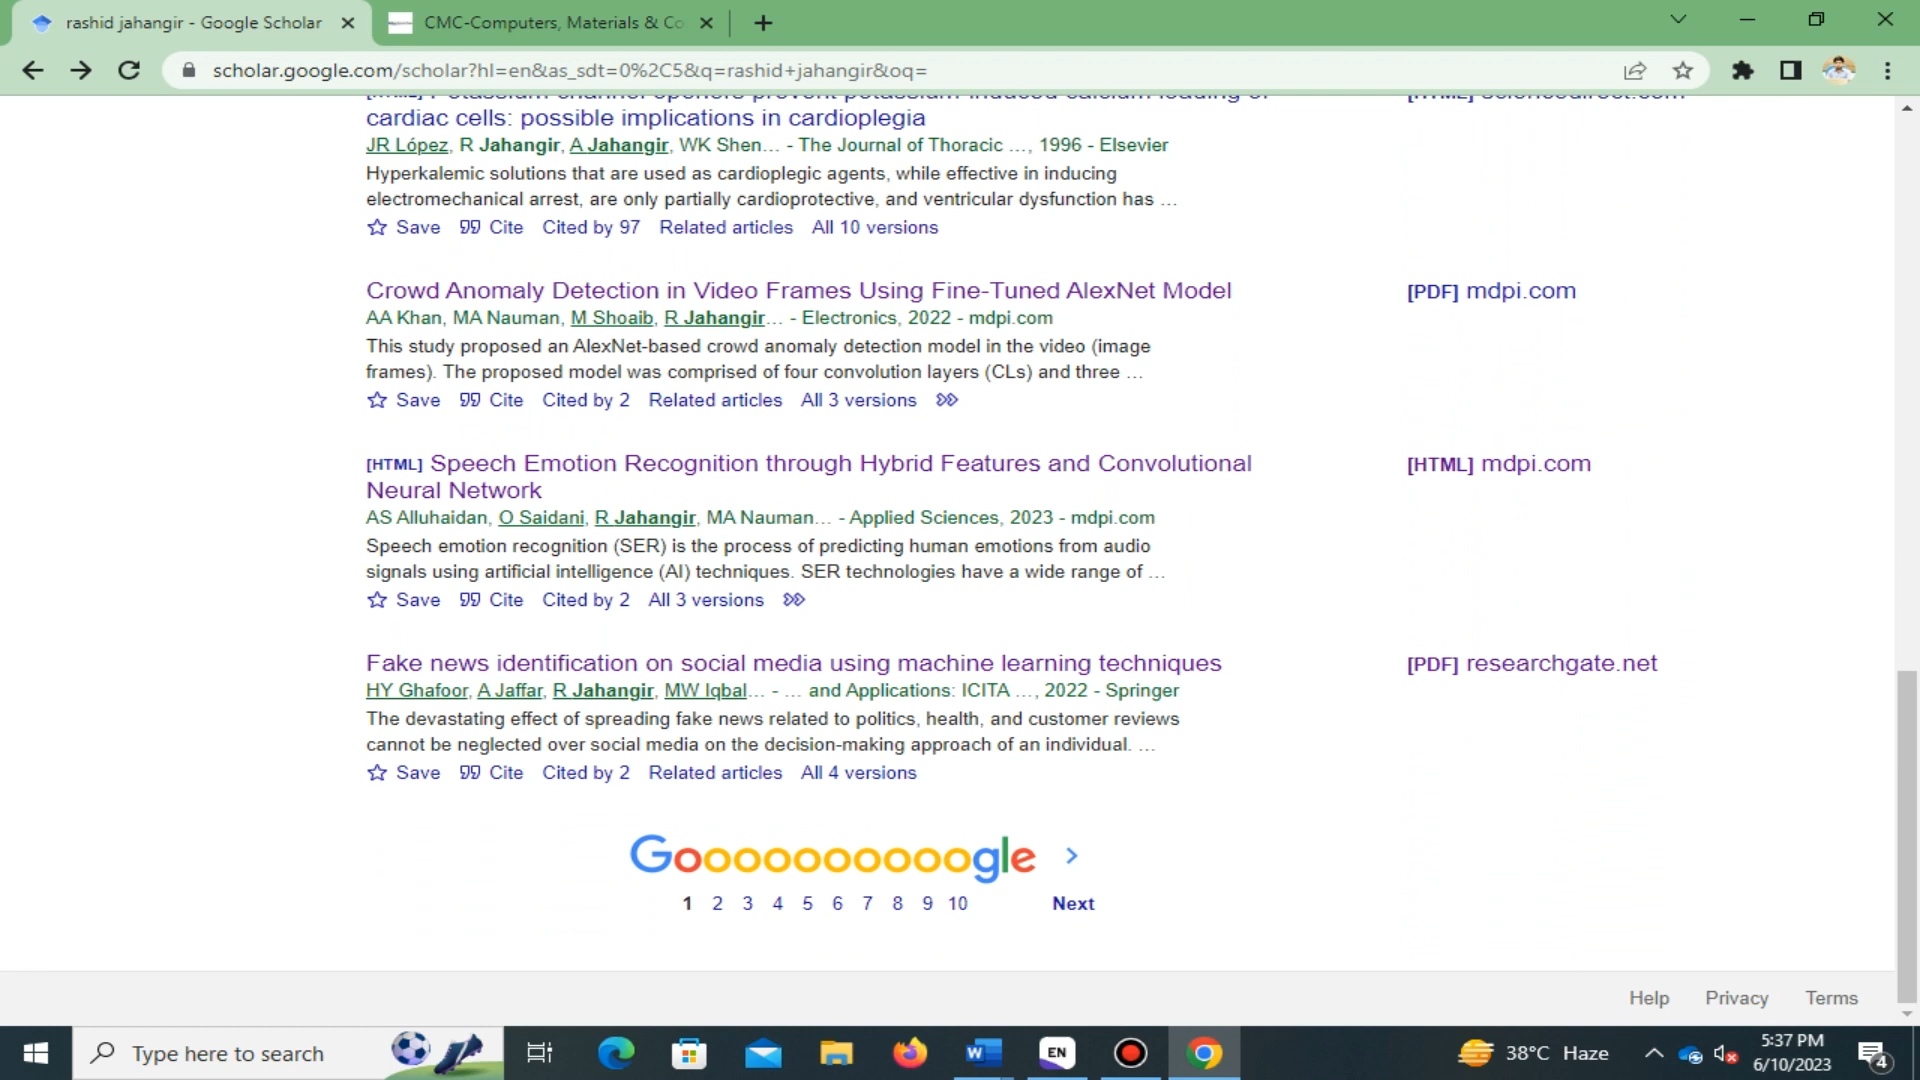 rashid jahangir - Google Scholar
CMC-Computers, Materials & Co
scholar.google.com/scholar?hl=en&as_sdt=0%2C5&q=rashid+jahangir&oq=
cardiac cells: possible implications in cardioplegia
JR López, R Jahangir, A Jahangir, WK Shen… - The Journal of Thoracic …, 1996 - Elsevier
Hyperkalemic solutions that are used as cardioplegic agents, while effective in inducing
electromechanical arrest, are only partially cardioprotective, and ventricular dysfunction has …
Save Cite Cited by 97 Related articles All 10 versions
Crowd Anomaly Detection in Video Frames Using Fine-Tuned AlexNet Model
[PDF] mdpi.com
AA Khan, MA Nauman, M Shoaib, R Jahangir… - Electronics, 2022 - mdpi.com
This study proposed an AlexNet-based crowd anomaly detection model in the video (image
frames). The proposed model was comprised of four convolution layers (CLs) and three …
Save Cite Cited by 2 Related articles All 3 versions
[HTML] Speech Emotion Recognition through Hybrid Features and Convolutional
[HTML] mdpi.com
Neural Network
AS Alluhaidan, O Saidani, R Jahangir, MA Nauman… - Applied Sciences, 2023 - mdpi.com
Speech emotion recognition (SER) is the process of predicting human emotions from audio
signals using artificial intelligence (AI) techniques. SER technologies have a wide range of …
Save Cite Cited by 2 All 3 versions
Fake news identification on social media using machine learning techniques
[PDF] researchgate.net
HY Ghafoor, A Jaffar, R Jahangir, MW Iqbal… - … and Applications: ICITA …, 2022 - Springer
The devastating effect of spreading fake news related to politics, health, and customer reviews
cannot be neglected over social media on the decision-making approach of an individual. …
Save Cite Cited by 2 Related articles All 4 versions
Goooooooooogle
1 2 3 4 5 6 7 8 9 10 Next
Help Privacy Terms
Type here to search
W
EN
38°C Haze
5:37 PM
6/10/2023
4